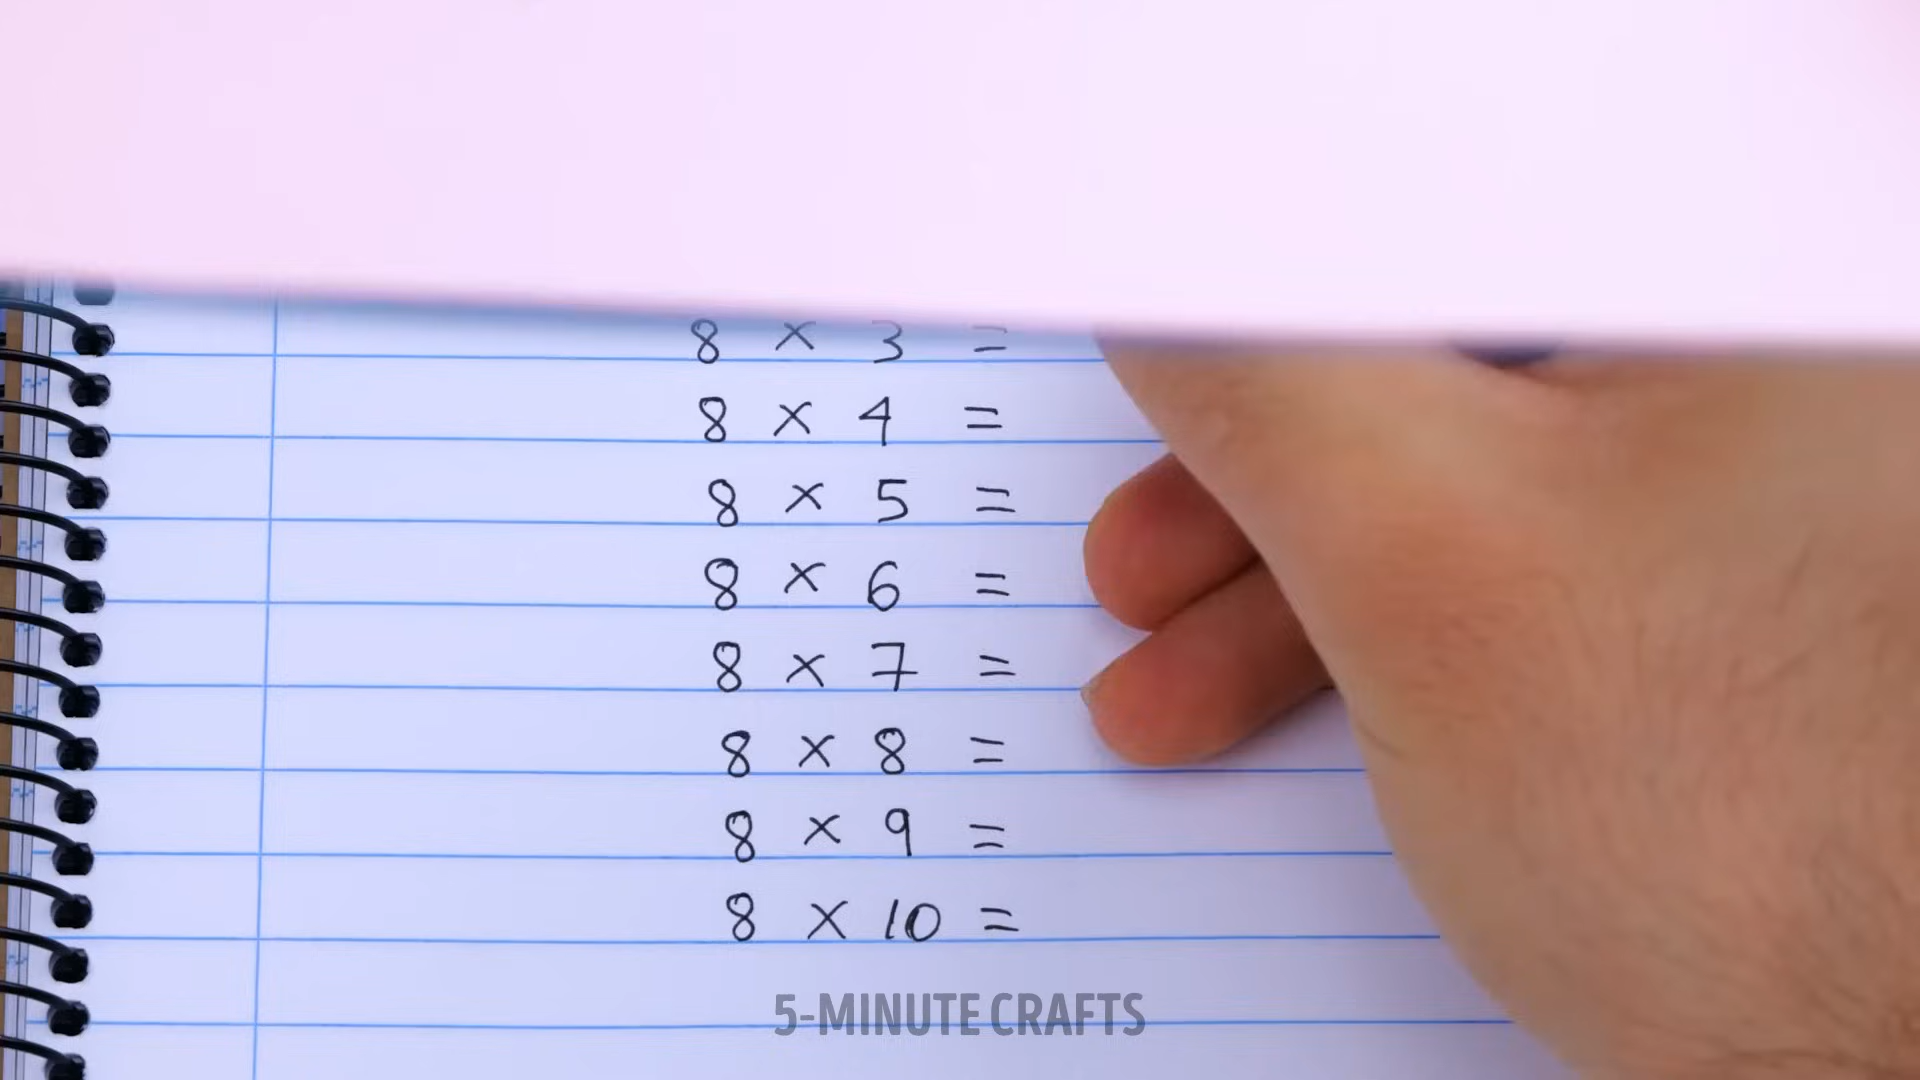 8 × 3 =
8 × 4 =
8 × 5 =
8 × 6 =
8 × 7 =
8 × 8 =
8 × 9 =
8 × 10 =
5-MINUTE CRAFTS